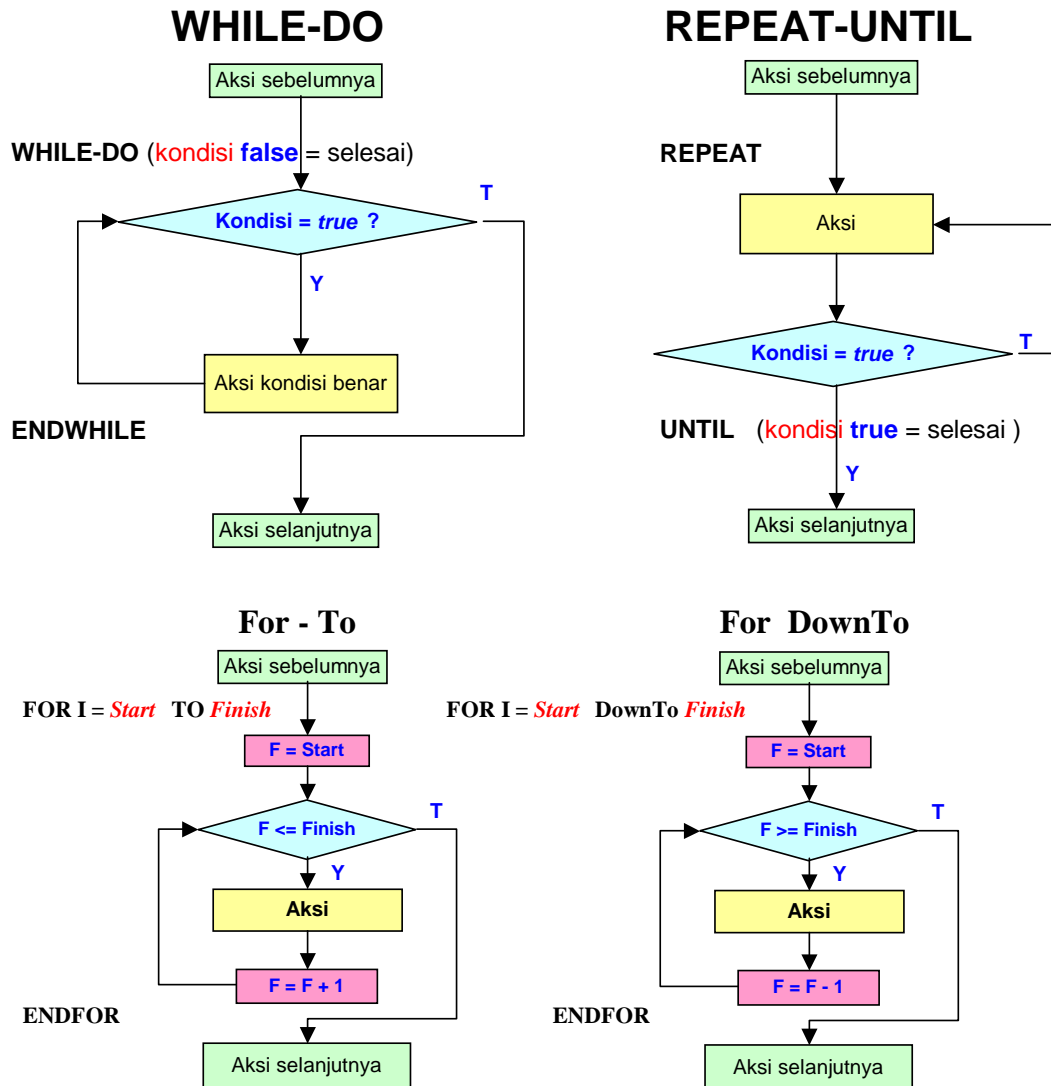 WHILE-DO
Aksi sebelumnya
WHILE-DO (kondisi false = selesai)
T
Kondisi = true ?
Y
Aksi kondisi benar
ENDWHILE
Aksi selanjutnya
REPEAT-UNTIL
Aksi sebelumnya
REPEAT
Aksi
Kondisi = true ?
T
UNTIL (kondisi true = selesai )
Y
Aksi selanjutnya
For - To
Aksi sebelumnya
FOR I = Start TO Finish
F = Start
T
F <= Finish
Y
Aksi
F = F + 1
ENDFOR
Aksi selanjutnya
For DownTo
Aksi sebelumnya
FOR I = Start DownTo Finish
F = Start
T
F >= Finish
Y
Aksi
F = F - 1
ENDFOR
Aksi selanjutnya